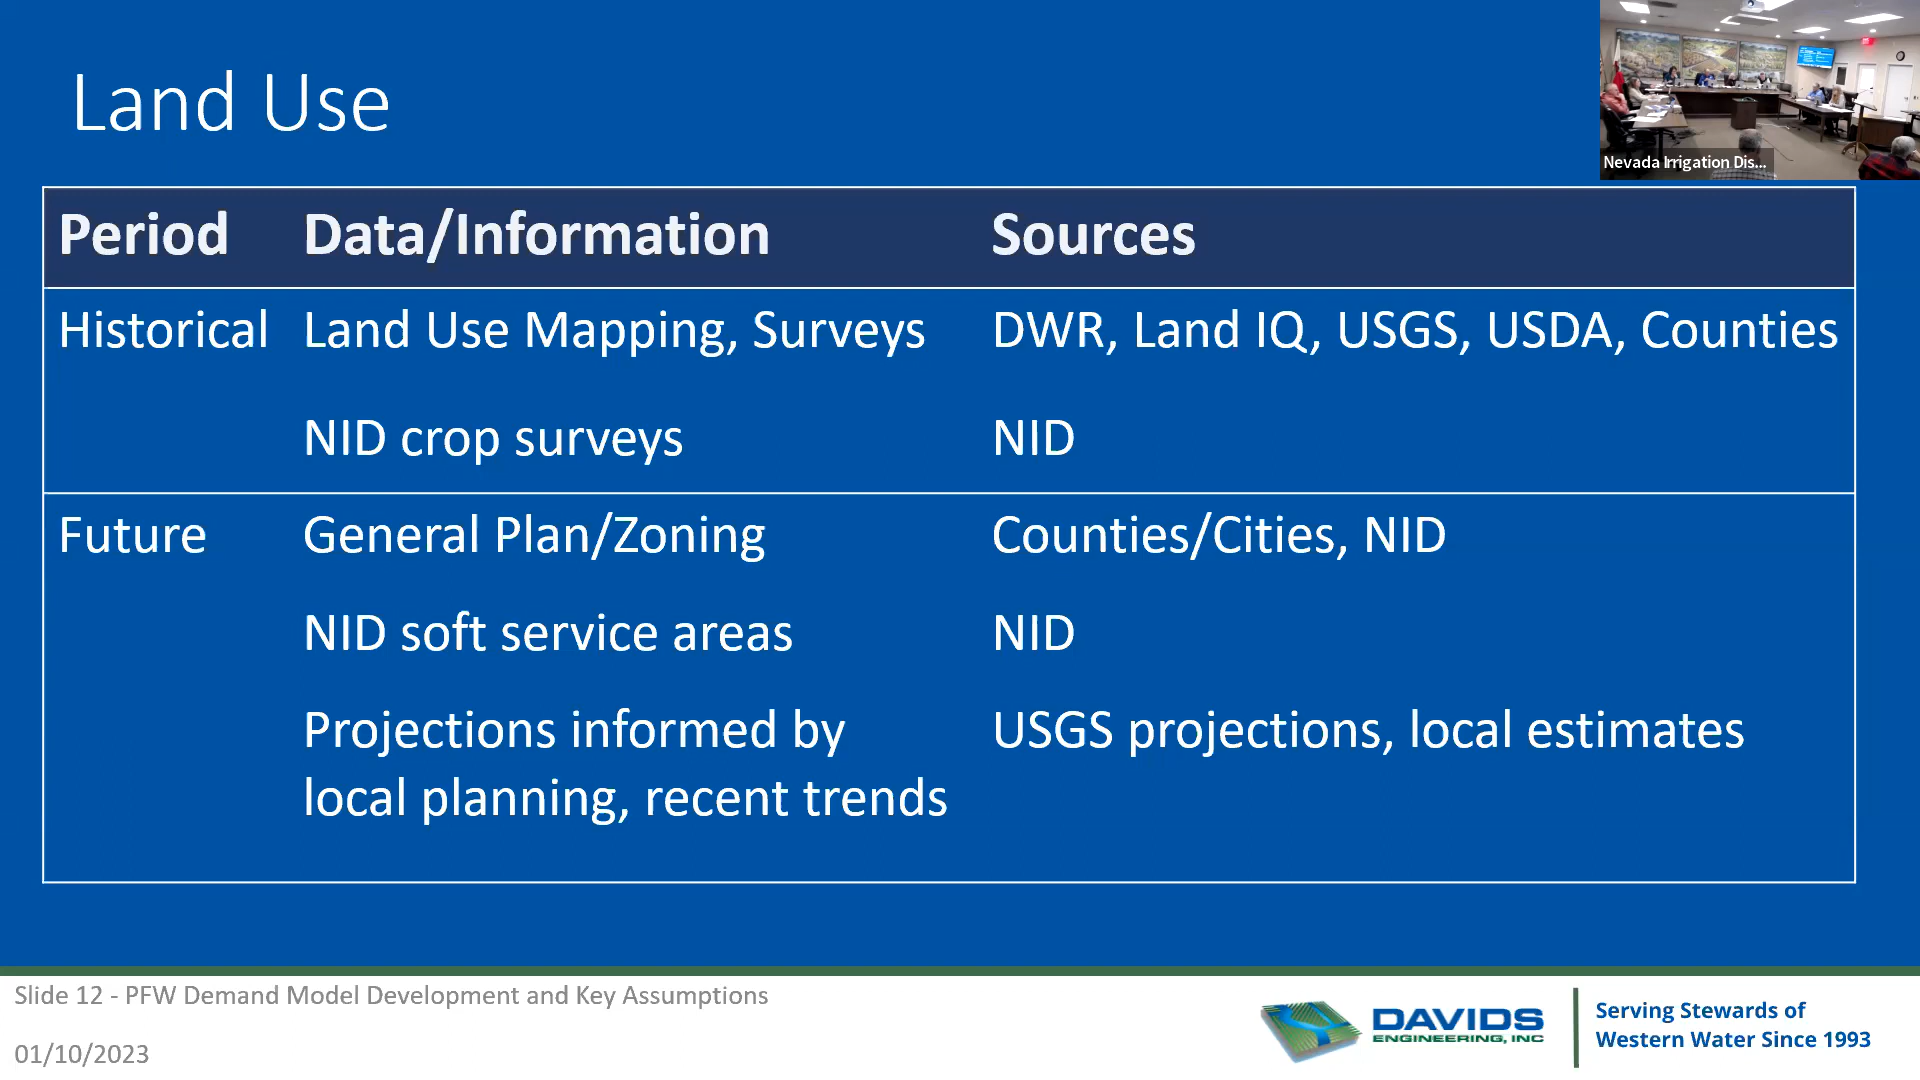 Land Use
Nevada Irrigation Dis...
Period Data/Information Sources
Historical Land Use Mapping, Surveys DWR, Land IQ, USGS, USDA, Counties
NID crop surveys NID
Future General Plan/Zoning Counties/Cities, NID
NID soft service areas NID
Projections informed by USGS projections, local estimates
local planning, recent trends
Slide 12 - PFW Demand Model Development and Key Assumptions
01/10/2023
DAVIDS
ENGINEERING, INC
Serving Stewards of
Western Water Since 1993